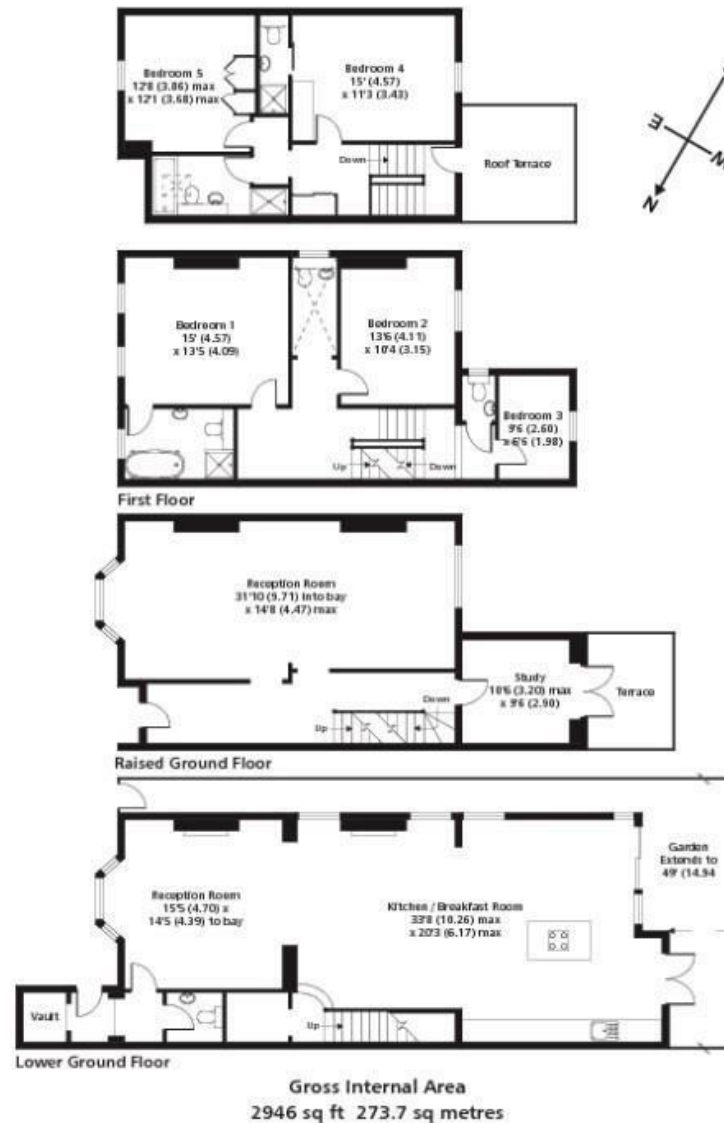 Bedroom 5
12'8 (3.86) max
x 12'1 (3.68) max
Bedroom 4
15' (4.57)
x 11'3 (3.43)
Down
Roof Terrace
E
N
Bedroom 1
15' (4.57)
x 13'5 (4.09)
Bedroom 2
13'6 (4.11)
x 10'4 (3.15)
Bedroom 3
9'6 (2.60)
x 6'6 (1.98)
Up
Down
First Floor
Reception Room
31'10 (9.71) into bay
x 14'8 (4.47) max
Study
10'6 (3.20) max
x 9'6 (2.90)
Terrace
Down
Up
Raised Ground Floor
Garden
Extends to
49' (14.94
Reception Room
15'5 (4.70) x
14'5 (4.39) to bay
Kitchen / Breakfast Room
33'8 (10.26) max
x 20'3 (6.17) max
Vault
Up
Lower Ground Floor
Gross Internal Area
2946 sq ft 273.7 sq metres